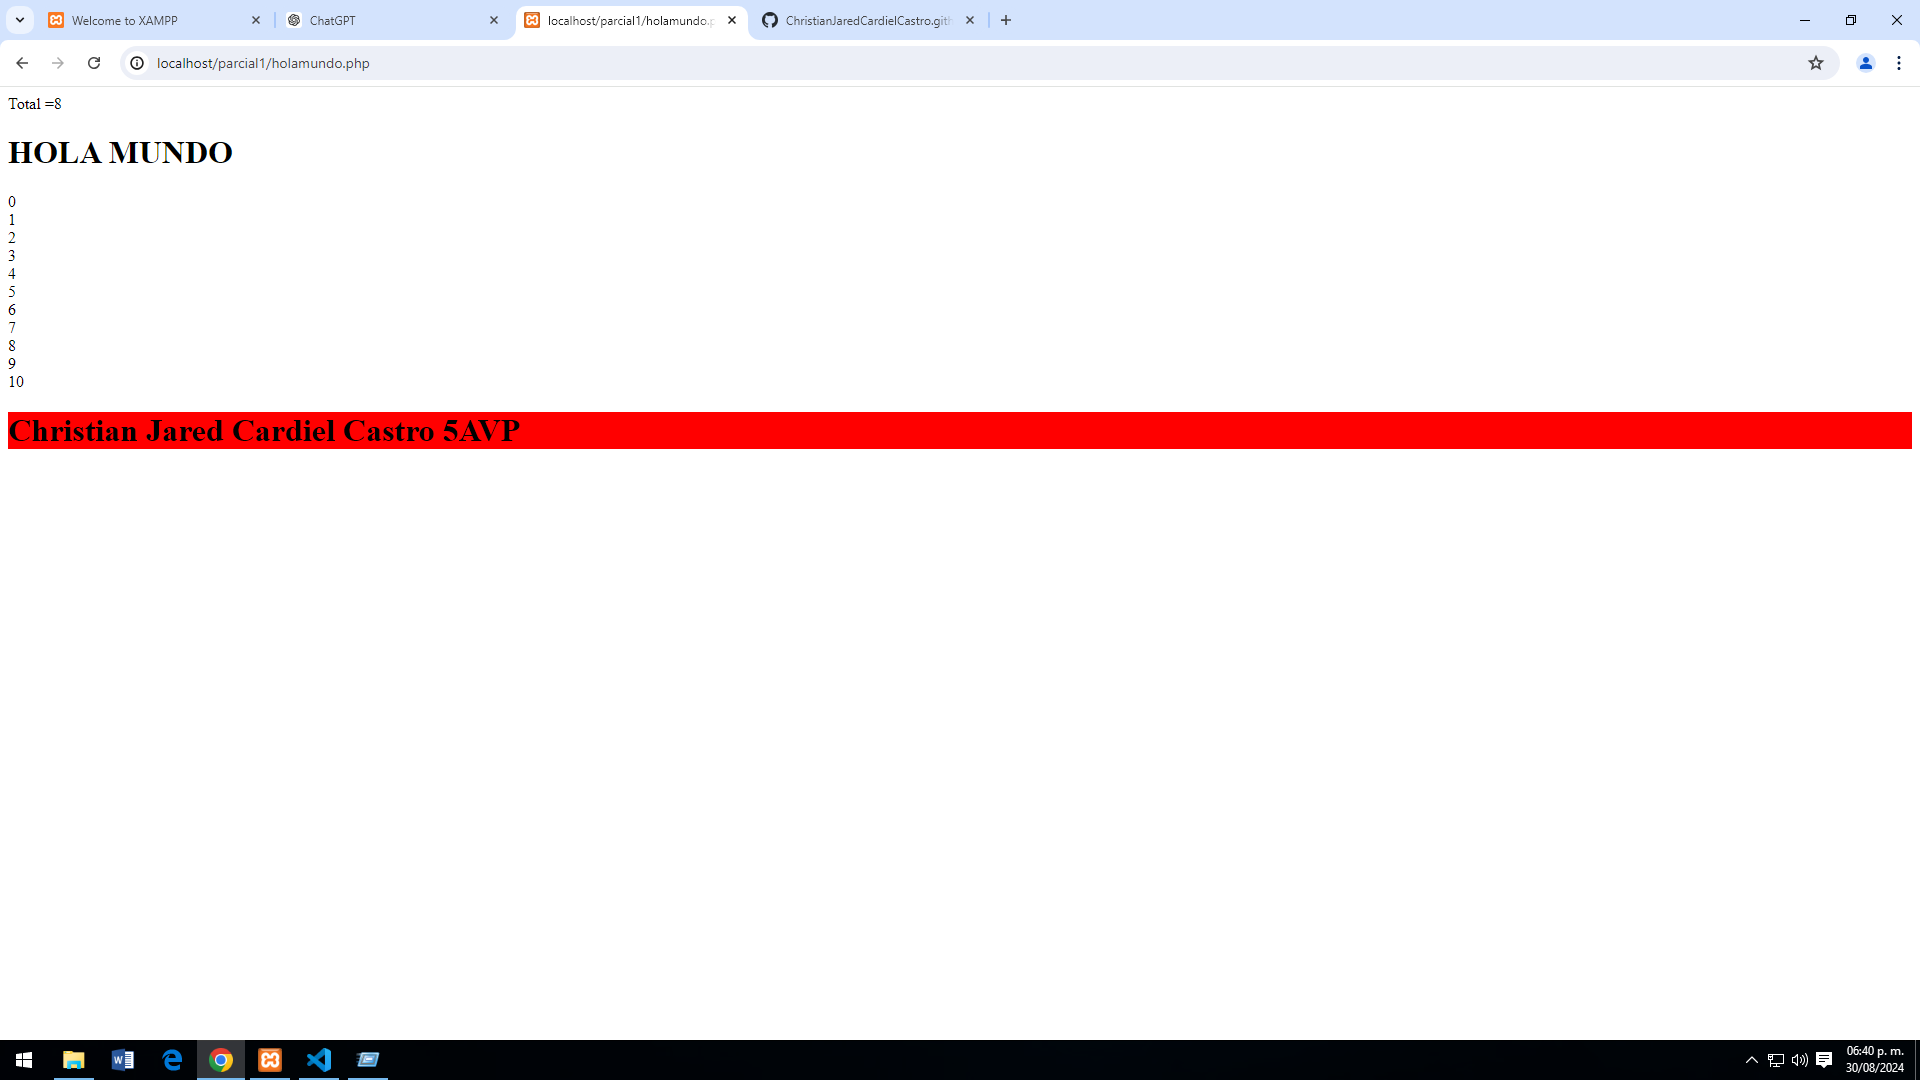 Welcome to XAMPP
ChatGPT
localhost/parcial1/holamundo.p
ChristianJaredCardielCastro.gith
localhost/parcial1/holamundo.php
Total =8
HOLA MUNDO
0
1
2
3
4
5
6
7
8
9
10
Christian Jared Cardiel Castro 5AVP
06:40 p. m.
30/08/2024